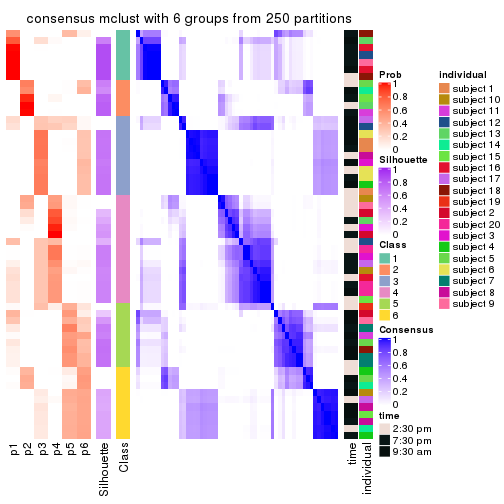 consensus mclust with 6 groups from 250 partitions
Prob
1
0.8
0.6
0.4
0.2
0
Silhouette
1
0.8
0.6
0.4
0.2
0
Class
1
2
3
4
5
6
Consensus
1
0.8
0.6
0.4
0.2
0
time
2:30 pm
7:30 pm
9:30 am
individual
subject 1
subject 10
subject 11
subject 12
subject 13
subject 14
subject 15
subject 16
subject 17
subject 18
subject 19
subject 2
subject 20
subject 3
subject 4
subject 5
subject 6
subject 7
subject 8
subject 9
p1
p2
p3
p4
p5
p6
Silhouette
Class
time
individual